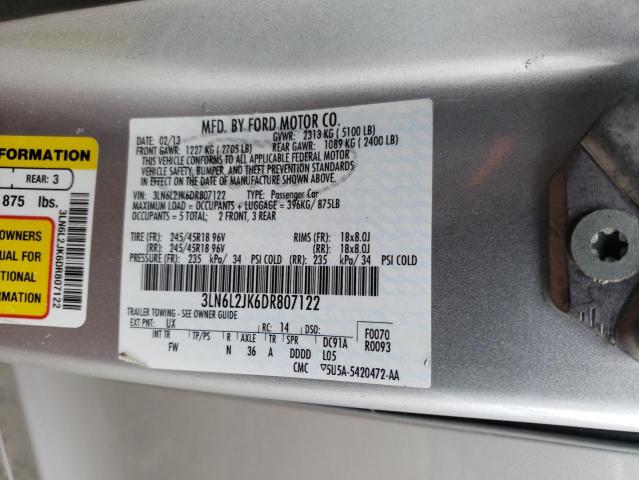 FORMATION
REAR: 3
875 lbs.
OWNERS
UAL FOR
TIONAL
FORMATION
3LN6L2JK6DR807122
MFD. BY FORD MOTOR CO.
DATE: 02/13 GVWR: 2313 KG ( 5100 LB)
FRONT GAWR: 1227 KG ( 2705 LB) REAR GAWR: 1089 KG ( 2400 LB)
THIS VEHICLE CONFORMS TO ALL APPLICABLE FEDERAL MOTOR
VEHICLE SAFETY, BUMPER, AND THEFT PREVENTION STANDARDS
IN EFFECT ON THE DATE OF MANUFACTURE SHOWN ABOVE.
VIN: 3LN6L2JK6DR807122 TYPE: Passenger Car
MAXIMUM LOAD = OCCUPANTS + LUGGAGE = 396KG/ 875LB
OCCUPANTS = 5 TOTAL: 2 FRONT, 3 REAR
TIRE (FR): 245/45R18 96V RIMS (FR): 18x8.0J
(RR): 245/45R18 96V (RR): 18x8.0J
PRESSURE (FR): 235 kPa/ 34 PSI COLD (RR): 235 kPa/ 34 PSI COLD
3LN6L2JK6DR807122
TRAILER TOWING - SEE OWNER GUIDE
EXT PNT: UX RC: 14 DSO: F0070
INT TR TP/PS R AXLE TR SPR DC91A R0093
FW N 36 A DDDD L05
CMC 5U5A-5420472-AA